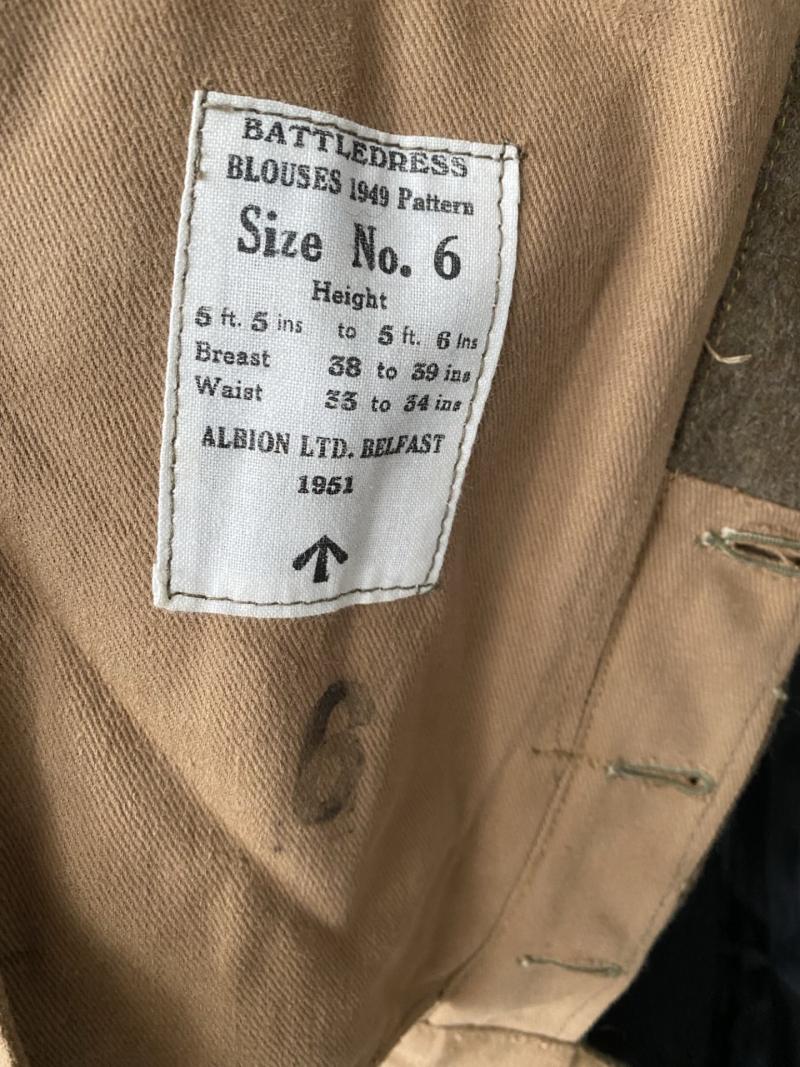 BATTLEDRESS
BLOUSES 1949 Pattern
Size No. 6
Height
5 ft. 5 ins to 5 ft. 6 ins
Breast 38 to 39 ins
Waist 33 to 34 ins
ALBION LTD. BELFAST
1951
6